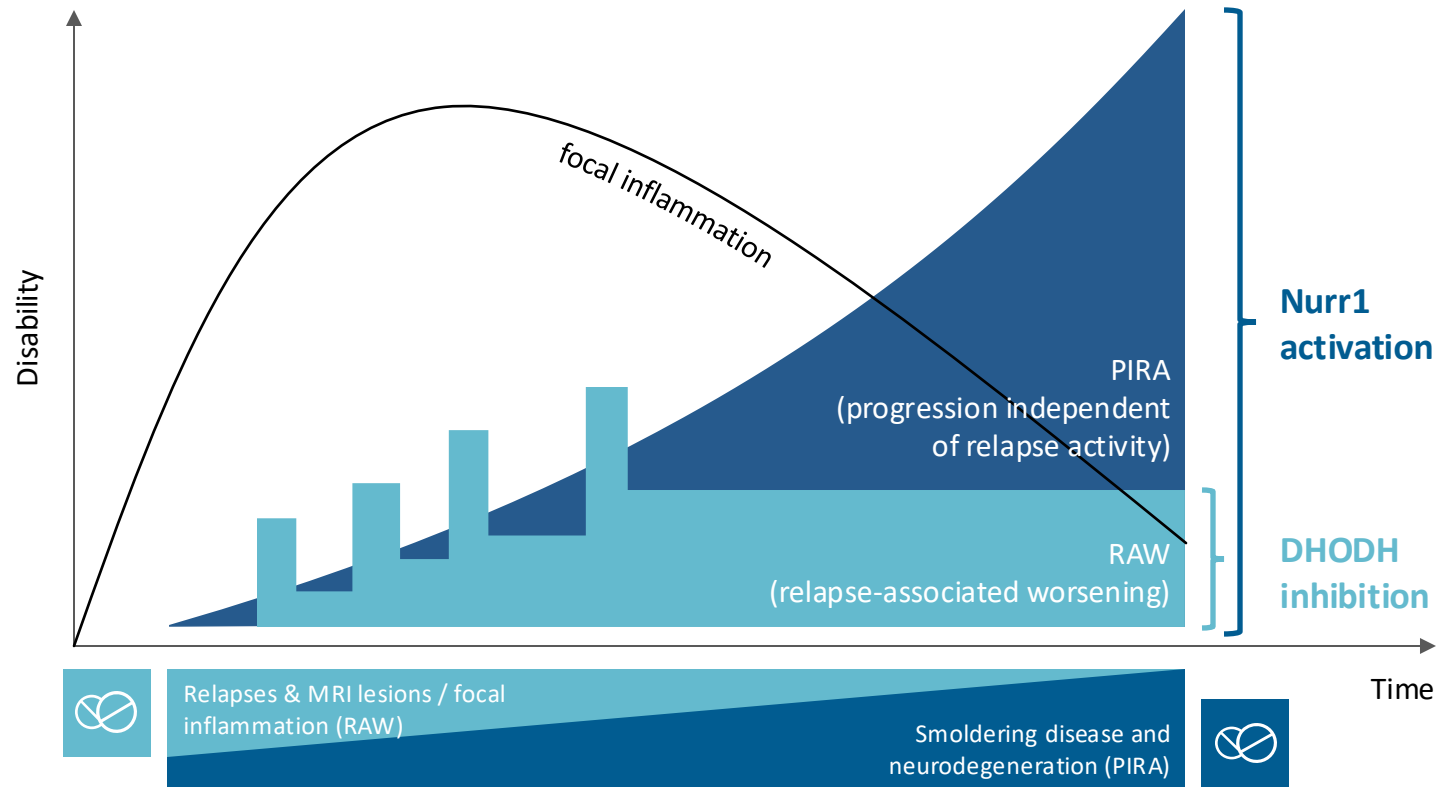 focal inflammation
Disability
Nurr1
activation
PIRA
(progression independent
of relapse activity)
RAW
(relapse-associated worsening)
DHODH
inhibition
Time
Relapses & MRI lesions / focal
inflammation (RAW)
Smoldering disease and
neurodegeneration (PIRA)